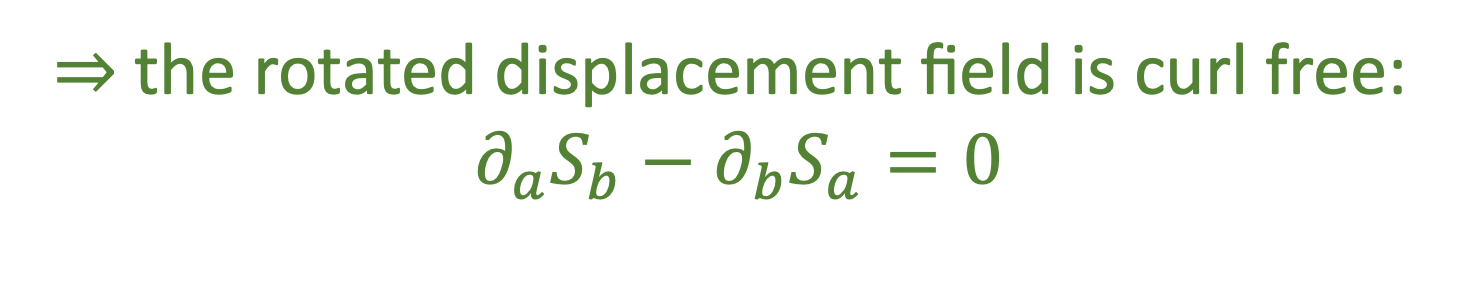 ⇒ the rotated displacement field is curl free:
𝜕ₐS_b − 𝜕_bSₐ = 0